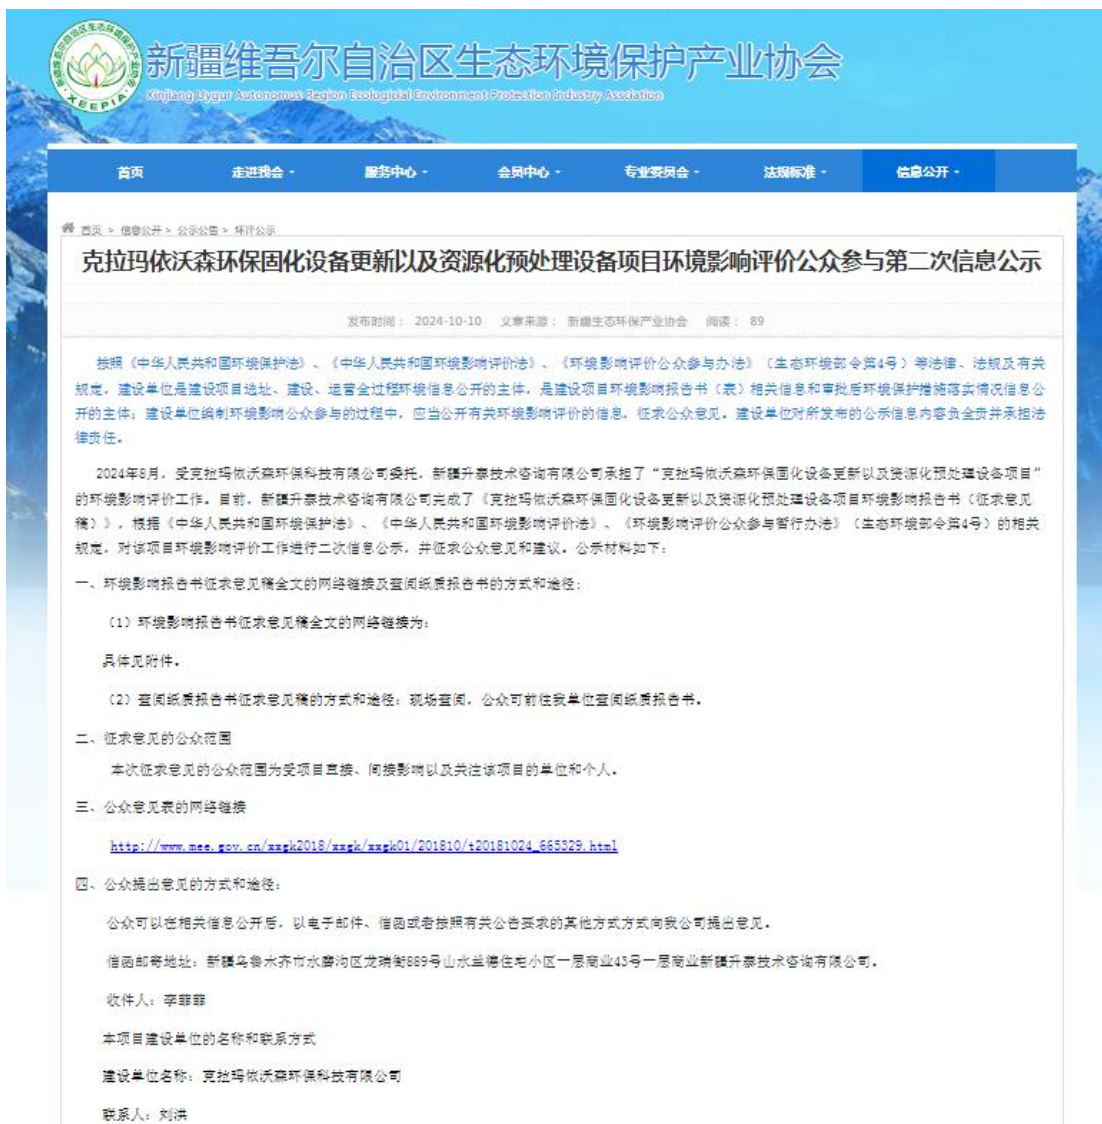 新疆维吾尔自治区生态环境保护产业协会
Xinjiang Uygur Autonomous Region Ecologicial Environment Protection Industry Assciation
XEEPIA
首页 走进我会 服务中心 会员中心 专业委员会 法规标准 信息公开
首页 > 信息公开 > 公示公告 > 环评公示
克拉玛依沃森环保固化设备更新以及资源化预处理设备项目环境影响评价公众参与第二次信息公示
发布时间： 2024-10-10 文章来源： 新疆生态环保产业协会 阅读： 89
按照《中华人民共和国环境保护法》、《中华人民共和国环境影响评价法》、《环境影响评价公众参与办法》（生态环境部令第4号）等法律、法规及有关
规定，建设单位是建设项目选址、建设、运营全过程环境信息公开的主体，是建设项目环境影响报告书（表）相关信息和审批后环境保护措施落实情况信息公
开的主体；建设单位编制环境影响公众参与的过程中，应当公开有关环境影响评价的信息，征求公众意见。建设单位对所发布的公示信息内容负全责并承担法
律责任。
2024年8月，受克拉玛依沃森环保科技有限公司委托，新疆升泰技术咨询有限公司承担了“克拉玛依沃森环保固化设备更新以及资源化预处理设备项目”
的环境影响评价工作。目前，新疆升泰技术咨询有限公司完成了《克拉玛依沃森环保固化设备更新以及资源化预处理设备项目环境影响报告书（征求意见
稿）》，根据《中华人民共和国环境保护法》、《中华人民共和国环境影响评价法》、《环境影响评价公众参与暂行办法》（生态环境部令第4号）的相关
规定，对该项目环境影响评价工作进行二次信息公示，并征求公众意见和建议。公示材料如下：
一、环境影响报告书征求意见稿全文的网络链接及查阅纸质报告书的方式和途径；
（1）环境影响报告书征求意见稿全文的网络链接为：
具体见附件。
（2）查阅纸质报告书征求意见稿的方式和途径：现场查阅，公众可前往我单位查阅纸质报告书。
二、征求意见的公众范围
本次征求意见的公众范围为受项目直接、间接影响以及关注该项目的单位和个人。
三、公众意见表的网络链接
http://www.mee.gov.cn/xxgk2018/xxgk/xxgk01/201810/t20181024_665329.html
四、公众提出意见的方式和途径：
公众可以在相关信息公开后，以电子邮件、信函或者按照有关公告要求的其他方式方式向我公司提出意见。
信函邮寄地址：新疆乌鲁木齐市水磨沟区龙瑞街889号山水兰德住宅小区一层商业43号一层商业新疆升泰技术咨询有限公司。
收件人：李菲菲
本项目建设单位的名称和联系方式
建设单位名称：克拉玛依沃森环保科技有限公司
联系人：刘洪